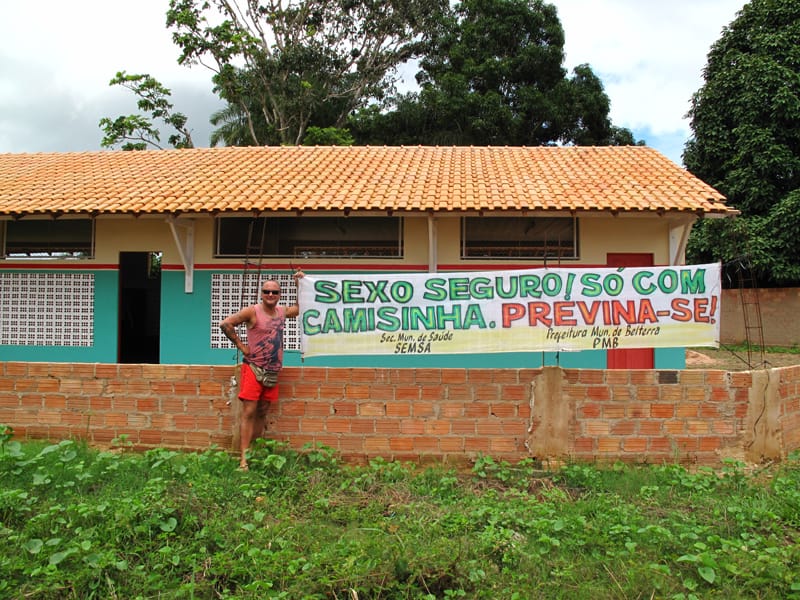 SEXO SEGURO! SÓ COM
CAMISINHA. PREVINA-SE!
Sec. Mun. de Saúde Prefeitura Mun. de Belterra
SEMSA PMB